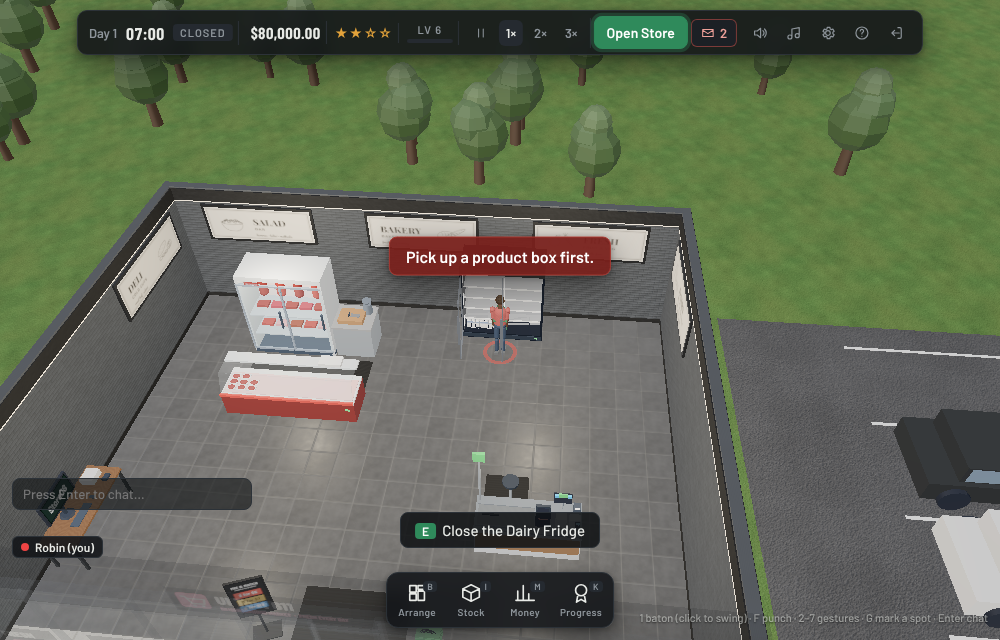 Day 1 07:00 CLOSED $80,000.00 LV 6 1× 2× 3× Open Store 2
SALAD
BAKERY
DELI
Pick up a product box first.
Press Enter to chat...
E Close the Dairy Fridge
Robin (you)
B I M K
Arrange Stock Money Progress
1 baton (click to swing) · F punch · 2–7 gestures · G mark a spot · Enter chat